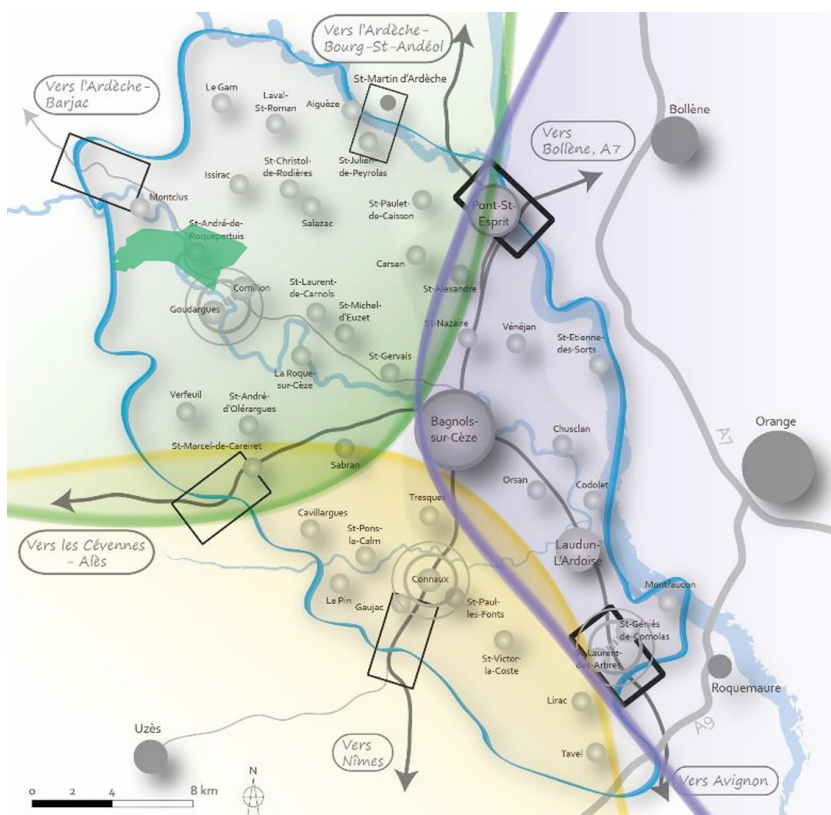 Vers l'Ardèche-
Bourg-St-Andéol
Vers l'Ardèche-
Barjac
St-Martin d'Ardèche
Le Garn
Laval-
St-Roman
Aiguèze
Bollène
Vers
Bollène, A7
St-Julien
de-Peyrolas
St-Christol-
de-Rodières
Issirac
Montclus
Salazac
St-Paulet-
de-Caisson
Pont-St-
Esprit
St-André-de-
Roquepertuis
Carsan
St-Alexandre
Cornillon
Goudargues
St-Laurent-
de-Carnols
St-Michel-
d'Euzet
St-Nazaire
Vénéjan
St-Etienne-
des-Sorts
St-Gervais
La Roque-
sur-Cèze
Verfeuil
St-André-
d'Olérargues
Bagnols-
sur-Cèze
Orange
A7
St-Marcel-de-Careiret
Sabran
Chusclan
Orsan
Codolet
Tresques
Cavillargues
St-Pons-
la-Calm
Laudun-
L'Ardoise
Vers les Cévennes
- Alès
Connaux
Le Pin
Gaujac
St-Paul-
les-Fonts
Montfaucon
St-Géniès
de-Comolas
St-Laurent-
des-Arbres
St-Victor-
la-Coste
Roquemaure
Lirac
A9
Uzès
Vers
Nîmes
Tavel
Vers Avignon
N
0 2 4 8 km